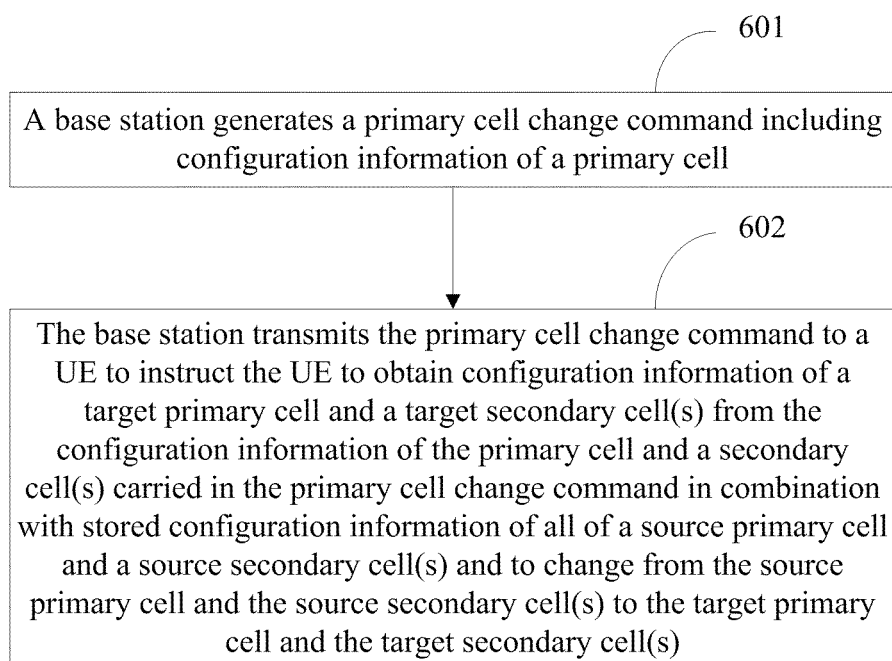 601
A base station generates a primary cell change command including
configuration information of a primary cell
602
The base station transmits the primary cell change command to a
UE to instruct the UE to obtain configuration information of a
target primary cell and a target secondary cell(s) from the
configuration information of the primary cell and a secondary
cell(s) carried in the primary cell change command in combination
with stored configuration information of all of a source primary
cell and a source secondary cell(s) and to change from the source
primary cell and the source secondary cell(s) to the target primary
cell and the target secondary cell(s)